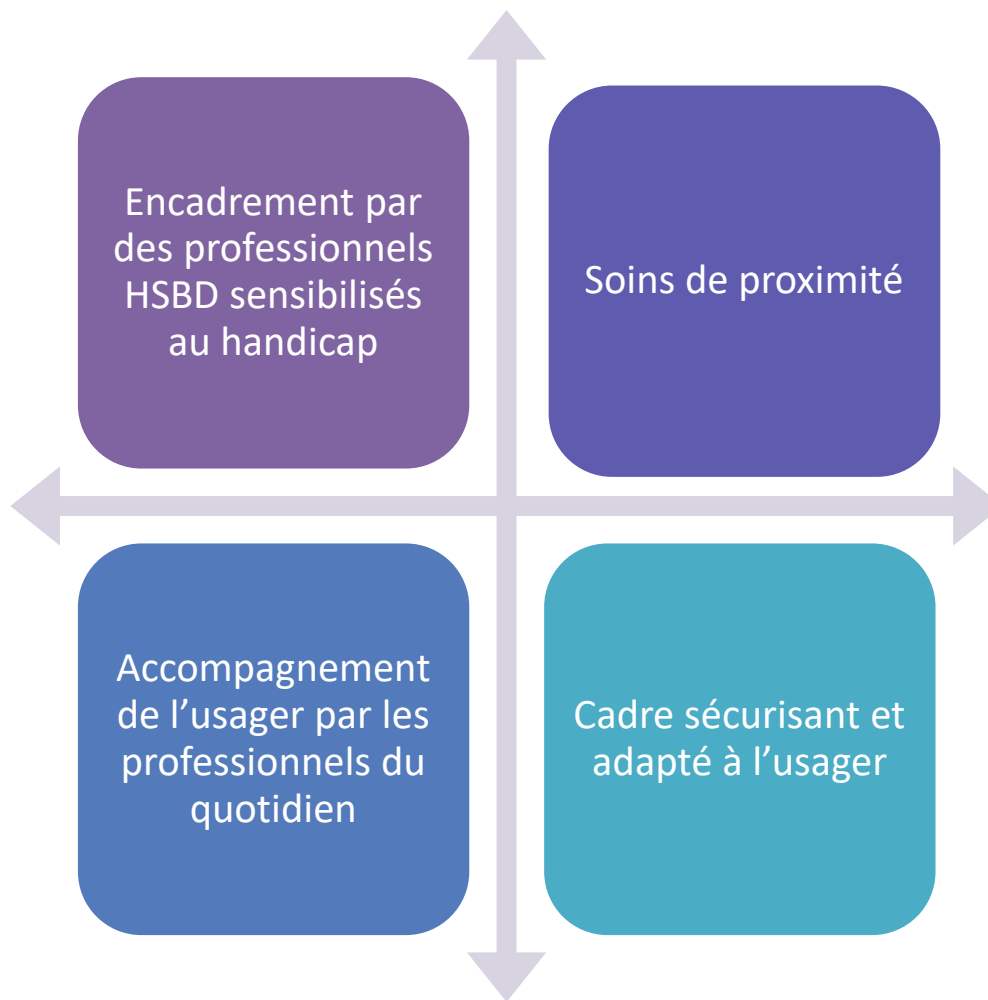 Encadrement par
des professionnels
HSBD sensibilisés
au handicap
Soins de proximité
Accompagnement
de l’usager par les
professionnels du
quotidien
Cadre sécurisant et
adapté à l’usager